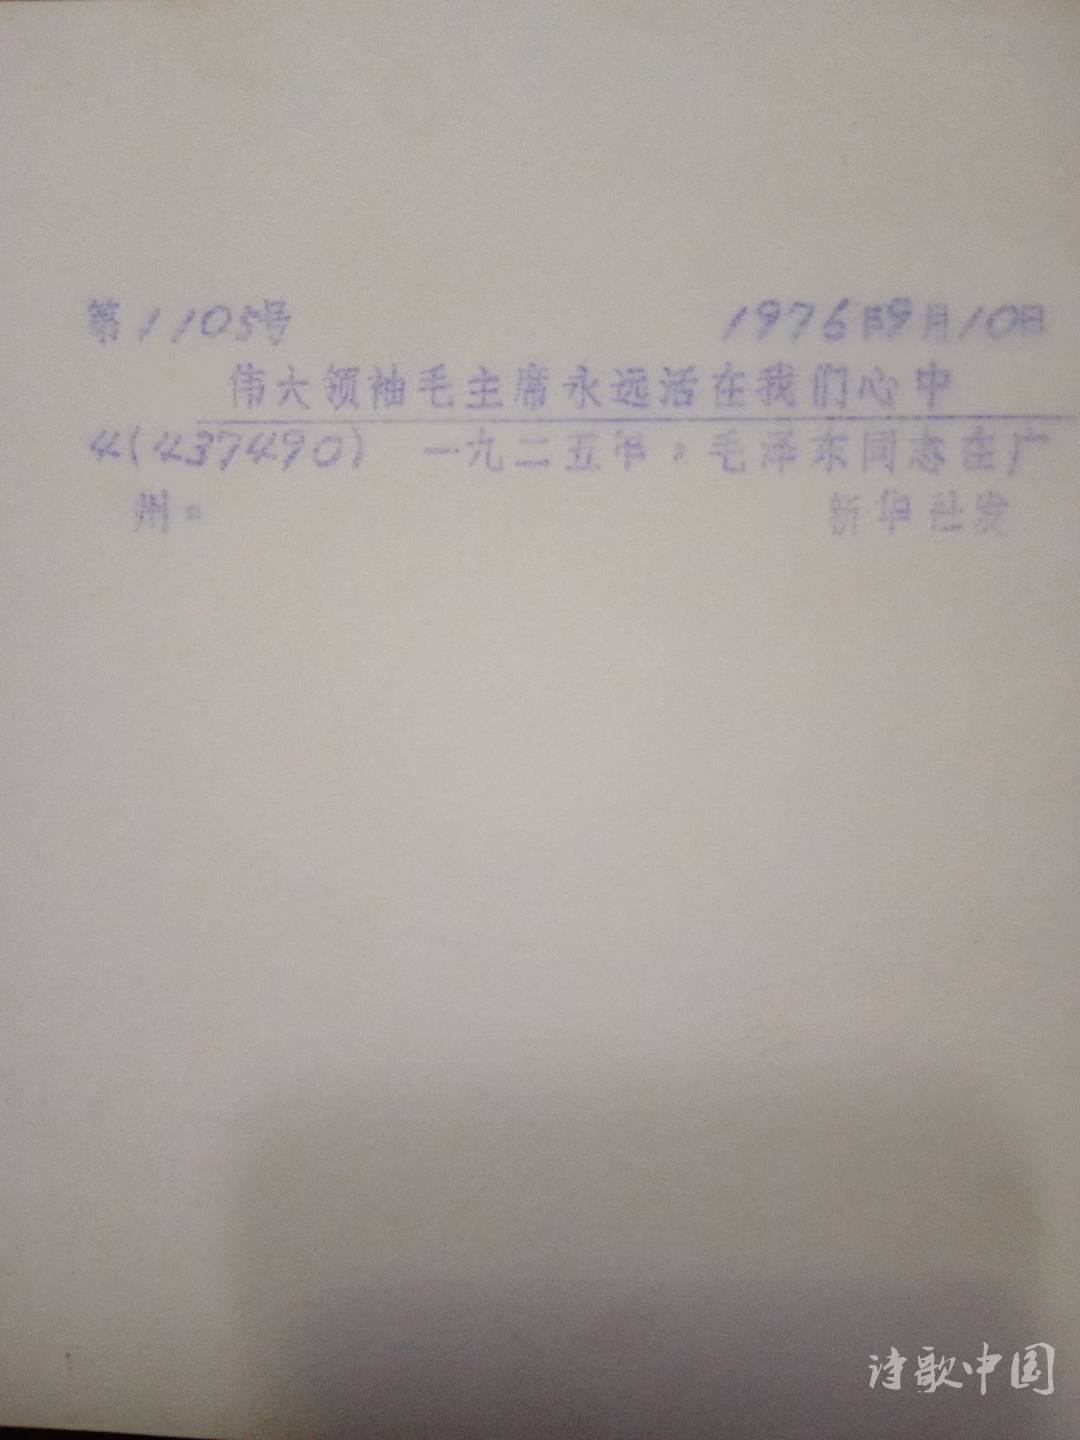 第1105号 1976年9月10日
伟大领袖毛主席永远活在我们心中
4(437490) 一九二五年，毛泽东同志在广
州。 新华社发
诗歌中国